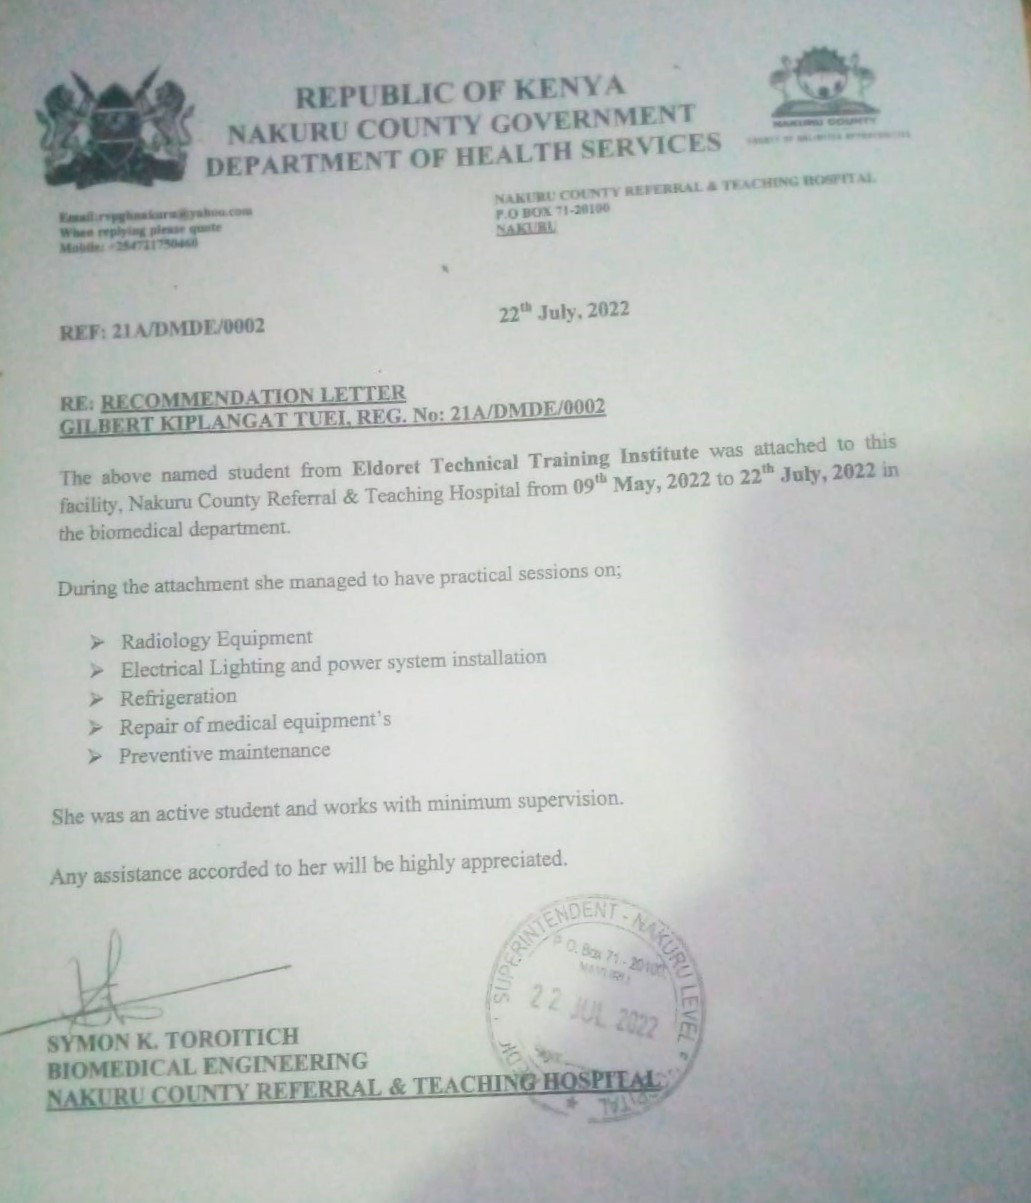 REPUBLIC OF KENYA
NAKURU COUNTY GOVERNMENT
DEPARTMENT OF HEALTH SERVICES
NAKURU COUNTY
NAKURU COUNTY REFERRAL & TEACHING HOSPITAL
P.O BOX 71-20100
NAKURU
When replying please quote
Mobile: +254721750460
REF: 21A/DMDE/0002
22th July, 2022
RE: RECOMMENDATION LETTER
GILBERT KIPLANGAT TUEI, REG. No: 21A/DMDE/0002
The above named student from Eldoret Technical Training Institute was attached to this
facility, Nakuru County Referral & Teaching Hospital from 09th May, 2022 to 22th July, 2022 in
the biomedical department.
During the attachment she managed to have practical sessions on;
➢ Radiology Equipment
➢ Electrical Lighting and power system installation
➢ Refrigeration
➢ Repair of medical equipment's
➢ Preventive maintenance
She was an active student and works with minimum supervision.
Any assistance accorded to her will be highly appreciated.
SUPERINTENDENT - NAKURU LEVEL
P. O. Box 71 - 20100
NAKURU
22 JUL 2022
SYMON K. TOROITICH
BIOMEDICAL ENGINEERING
NAKURU COUNTY REFERRAL & TEACHING HOSPITAL